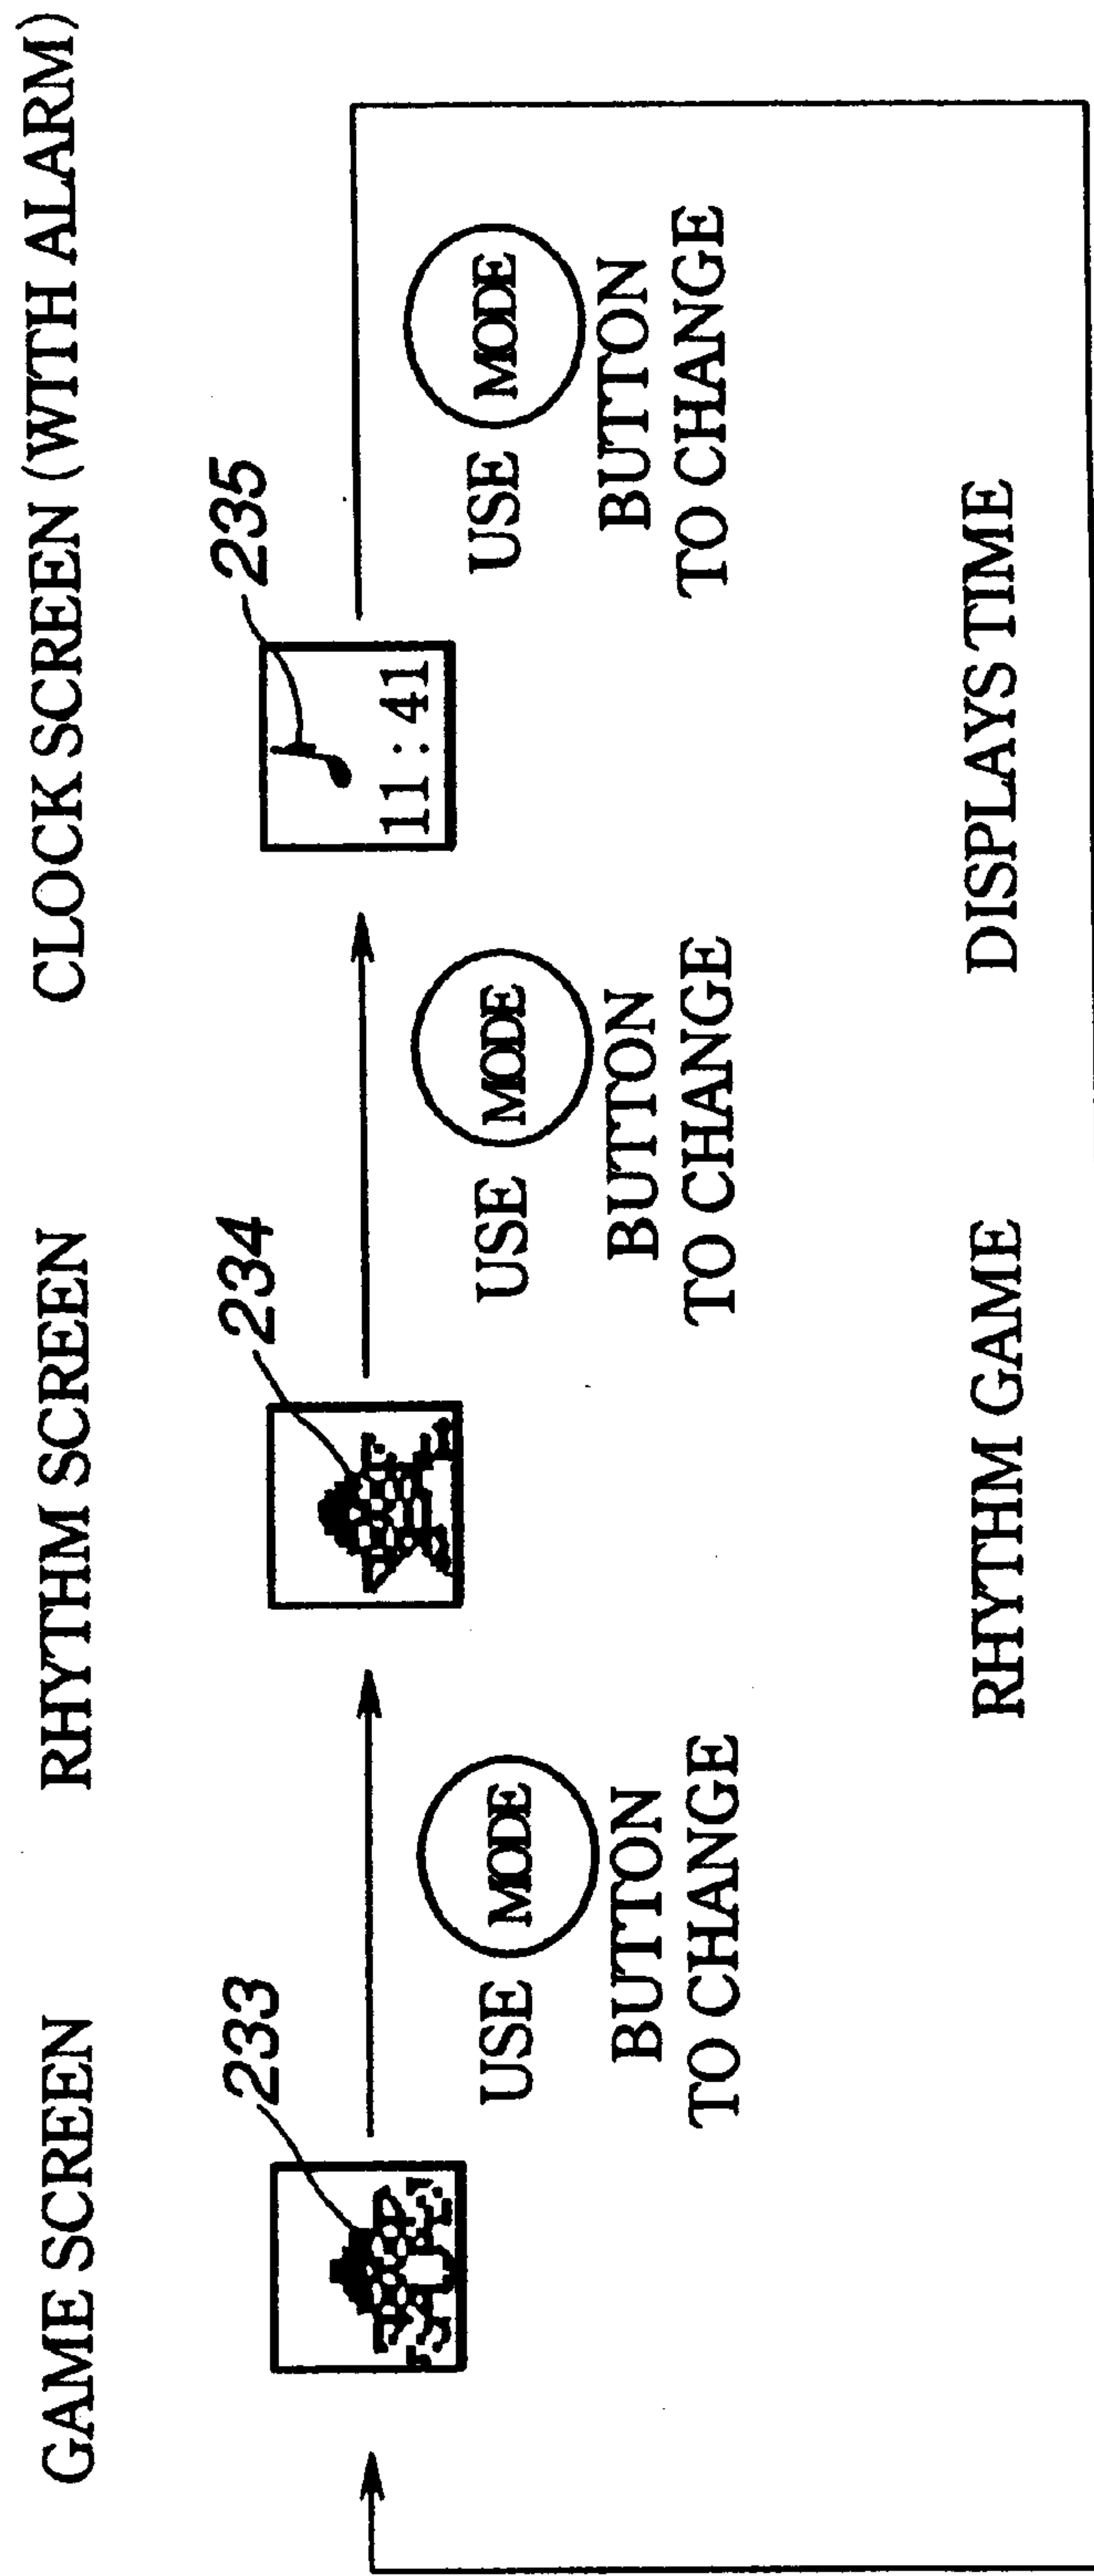 GAME SCREEN
RHYTHM SCREEN
CLOCK SCREEN (WITH ALARM)
233
234
235
11 : 41
USE MODE
BUTTON
TO CHANGE
USE MODE
BUTTON
TO CHANGE
USE MODE
BUTTON
TO CHANGE
RHYTHM GAME
DISPLAYS TIME